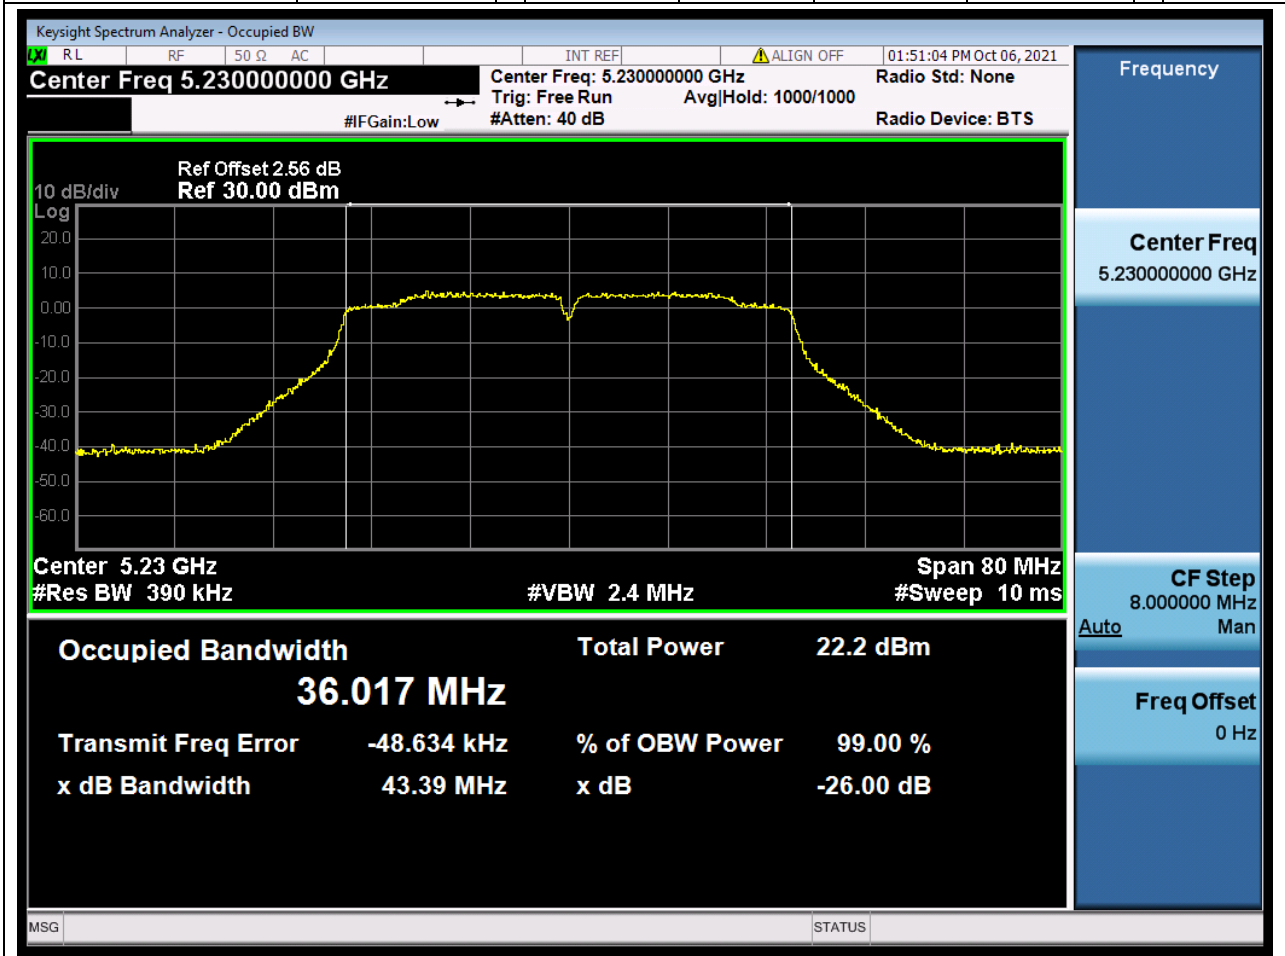 Keysight Spectrum Analyzer - Occupied BW
LXI RL RF 50 Ω AC INT REF ALIGN OFF 01:51:04 PM Oct 06, 2021
Center Freq 5.230000000 GHz
Center Freq: 5.230000000 GHz
Radio Std: None
Trig: Free Run Avg|Hold: 1000/1000
#IFGain:Low
#Atten: 40 dB
Radio Device: BTS
Ref Offset 2.56 dB
10 dB/div Ref 30.00 dBm
Log
20.0
10.0
0.00
-10.0
-20.0
-30.0
-40.0
-50.0
-60.0
Center 5.23 GHz Span 80 MHz
#Res BW 390 kHz #VBW 2.4 MHz #Sweep 10 ms
Occupied Bandwidth Total Power 22.2 dBm
36.017 MHz
Transmit Freq Error -48.634 kHz % of OBW Power 99.00 %
x dB Bandwidth 43.39 MHz x dB -26.00 dB
MSG STATUS
Frequency
Center Freq
5.230000000 GHz
CF Step
8.000000 MHz
Auto Man
Freq Offset
0 Hz